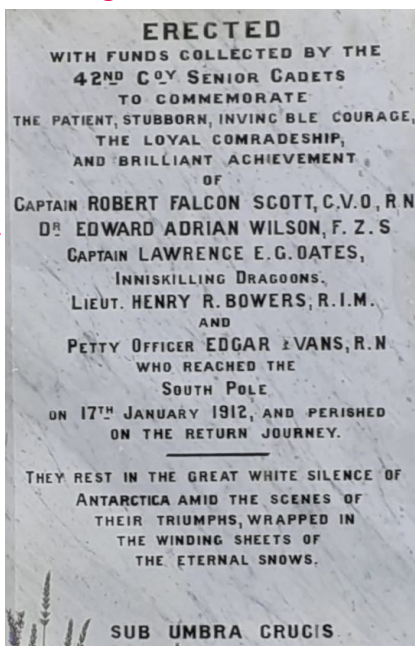 ERECTED
WITH FUNDS COLLECTED BY THE
42ND COY SENIOR CADETS
TO COMMEMORATE
THE PATIENT, STUBBORN, INVINC BLE COURAGE,
THE LOYAL COMRADESHIP,
AND BRILLIANT ACHIEVEMENT
OF
CAPTAIN ROBERT FALCON SCOTT, C.V.O, R N
DR EDWARD ADRIAN WILSON, F. Z. S
CAPTAIN LAWRENCE E.G. OATES,
INNISKILLING DRAGOONS.
LIEUT. HENRY R. BOWERS, R.I.M.
AND
PETTY OFFICER EDGAR EVANS, R.N
WHO REACHED THE
SOUTH POLE
ON 17TH JANUARY 1912, AND PERISHED
ON THE RETURN JOURNEY.
THEY REST IN THE GREAT WHITE SILENCE OF
ANTARCTICA AMID THE SCENES OF
THEIR TRIUMPHS, WRAPPED IN
THE WINDING SHEETS OF
THE ETERNAL SNOWS.
SUB UMBRA CRUCIS